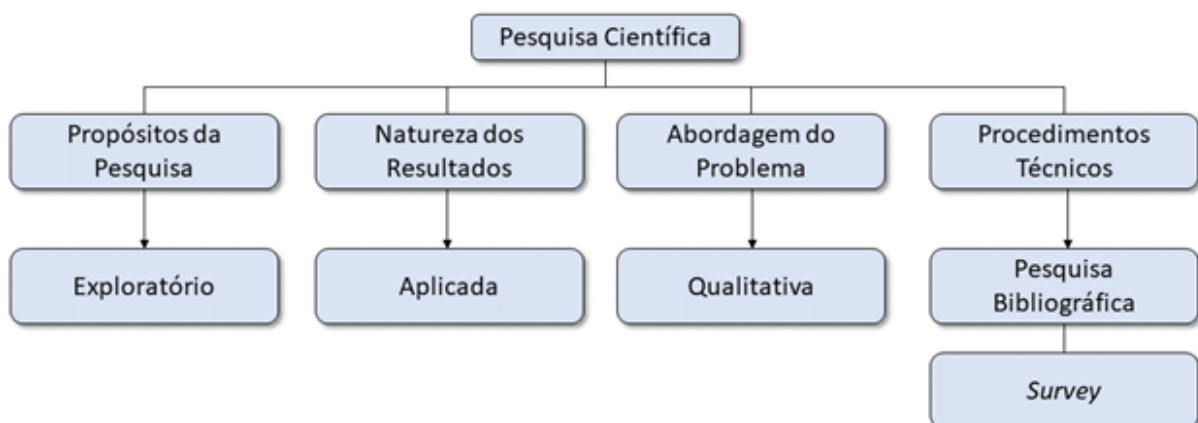 Pesquisa Científica
Propósitos da
Pesquisa
Natureza dos
Resultados
Abordagem do
Problema
Procedimentos
Técnicos
Exploratório
Aplicada
Qualitativa
Pesquisa
Bibliográfica
Survey